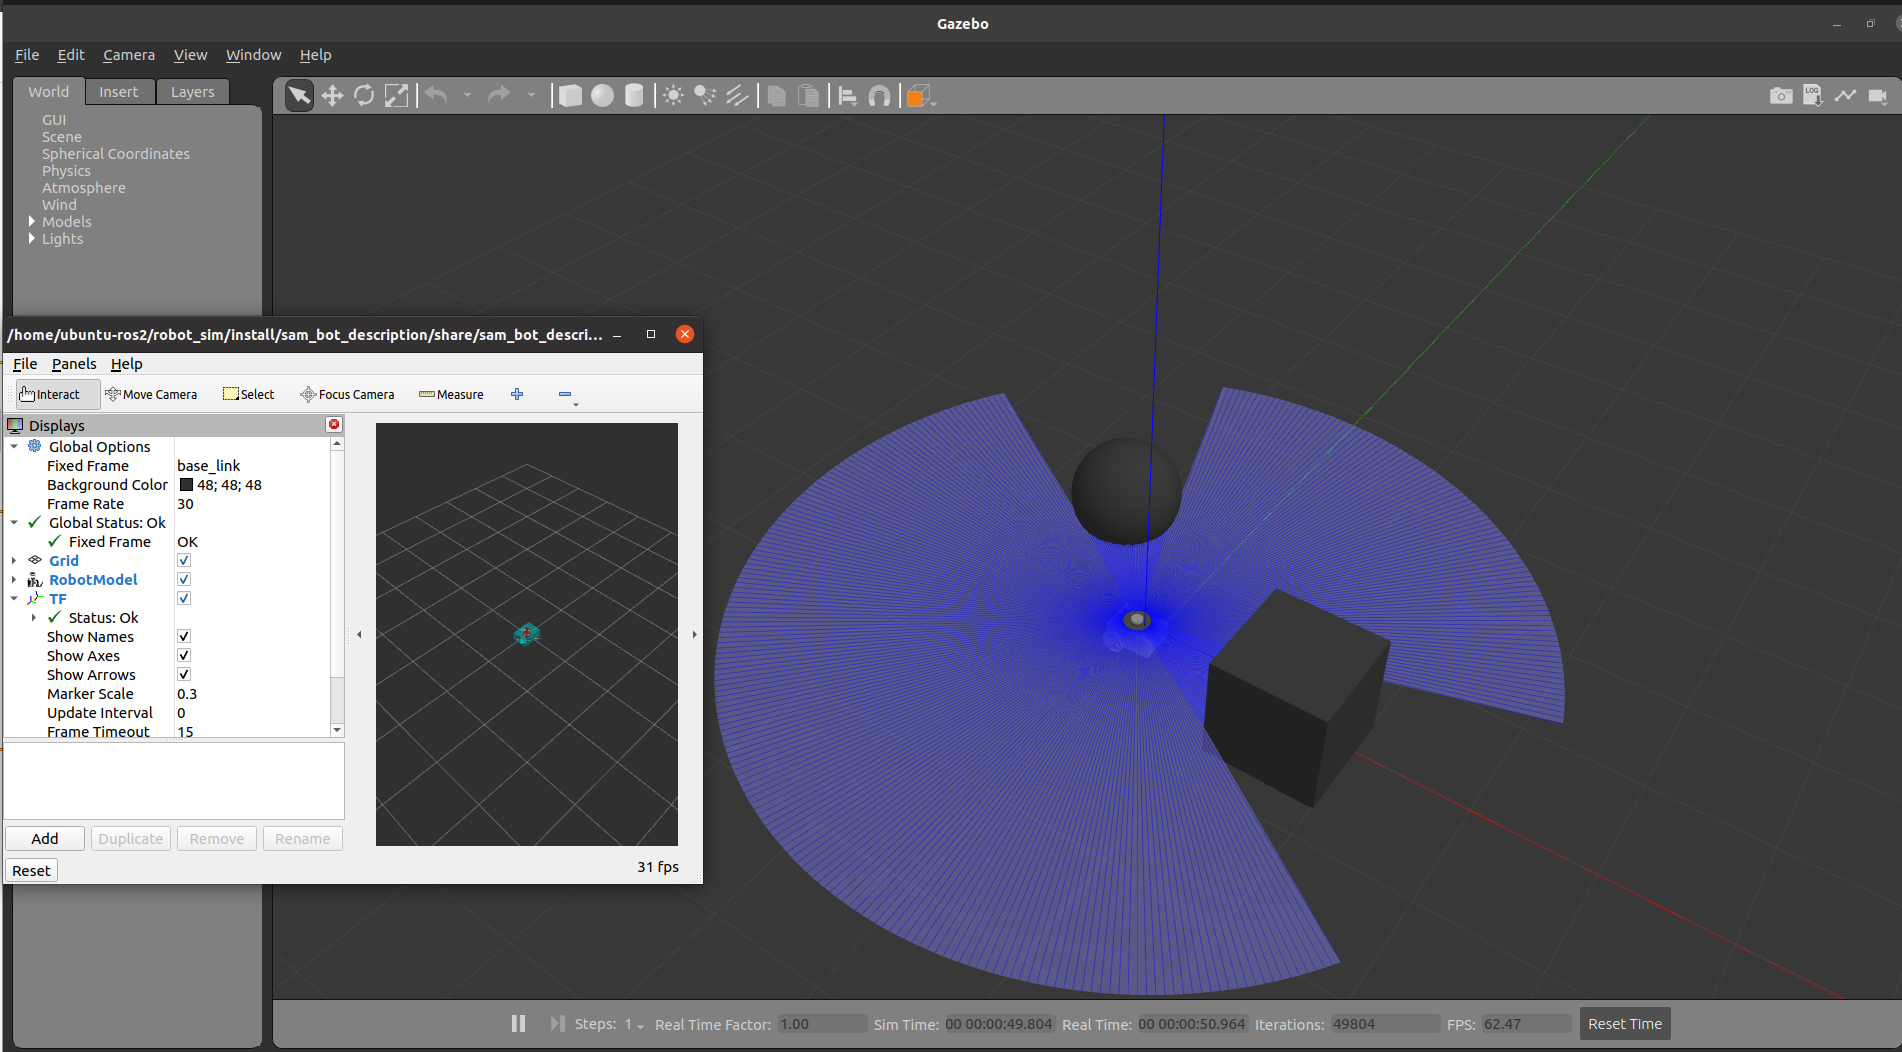 Gazebo
File Edit Camera View Window Help
World Insert Layers
LOG
GUI
Scene
Spherical Coordinates
Physics
Atmosphere
Wind
Models
Lights
/home/ubuntu-ros2/robot_sim/install/sam_bot_description/share/sam_bot_descri...
File Panels Help
Interact Move Camera Select Focus Camera Measure
Displays
Global Options
Fixed Frame base_link
Background Color 48; 48; 48
Frame Rate 30
Global Status: Ok
Fixed Frame OK
Grid
RobotModel
TF
Status: Ok
Show Names
Show Axes
Show Arrows
Marker Scale 0.3
Update Interval 0
Frame Timeout 15
Add Duplicate Remove Rename
Reset
31 fps
Steps: 1 Real Time Factor: 1.00 Sim Time: 00 00:00:49.804 Real Time: 00 00:00:50.964 Iterations: 49804 FPS: 62.47 Reset Time